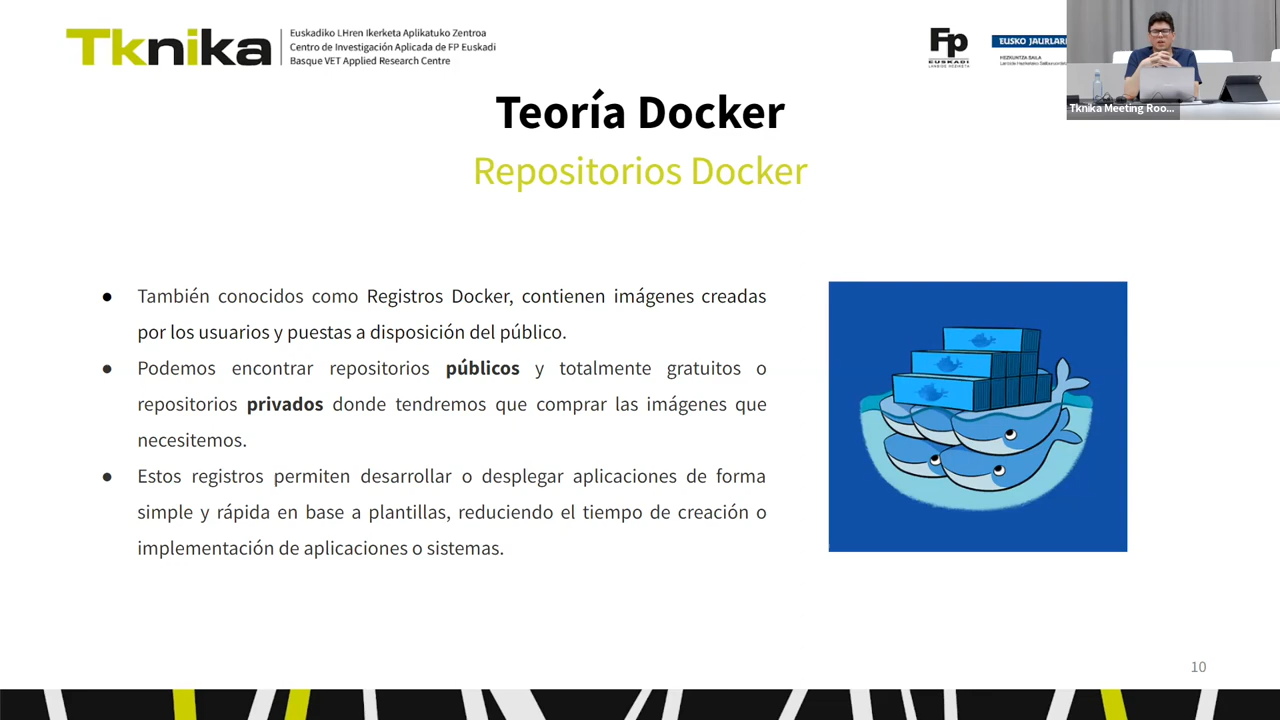 Tknika
Euskadiko LHren Ikerketa Aplikatuko Zentroa
Centro de Investigación Aplicada de FP Euskadi
Basque VET Applied Research Centre
Fp
EUSKADI
LANBIDE HEZIKETA
EUSKO JAURLARI
HEZKUNTZA SAILA
Tknika Meeting Roo...
Teoría Docker
Repositorios Docker
● También conocidos como Registros Docker, contienen imágenes creadas
por los usuarios y puestas a disposición del público.
● Podemos encontrar repositorios públicos y totalmente gratuitos o
repositorios privados donde tendremos que comprar las imágenes que
necesitemos.
● Estos registros permiten desarrollar o desplegar aplicaciones de forma
simple y rápida en base a plantillas, reduciendo el tiempo de creación o
implementación de aplicaciones o sistemas.
10